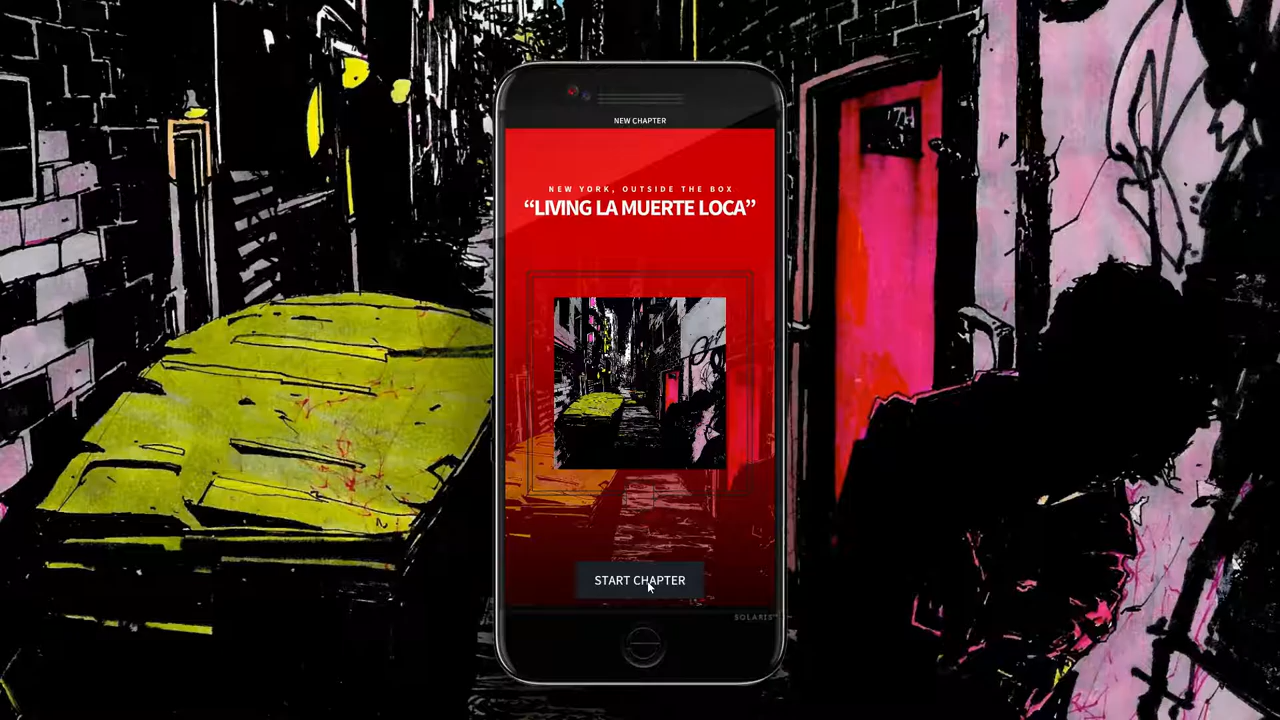 NEW CHAPTER
NEW YORK, OUTSIDE THE BOX
“LIVING LA MUERTE LOCA”
START CHAPTER
SOLARIS